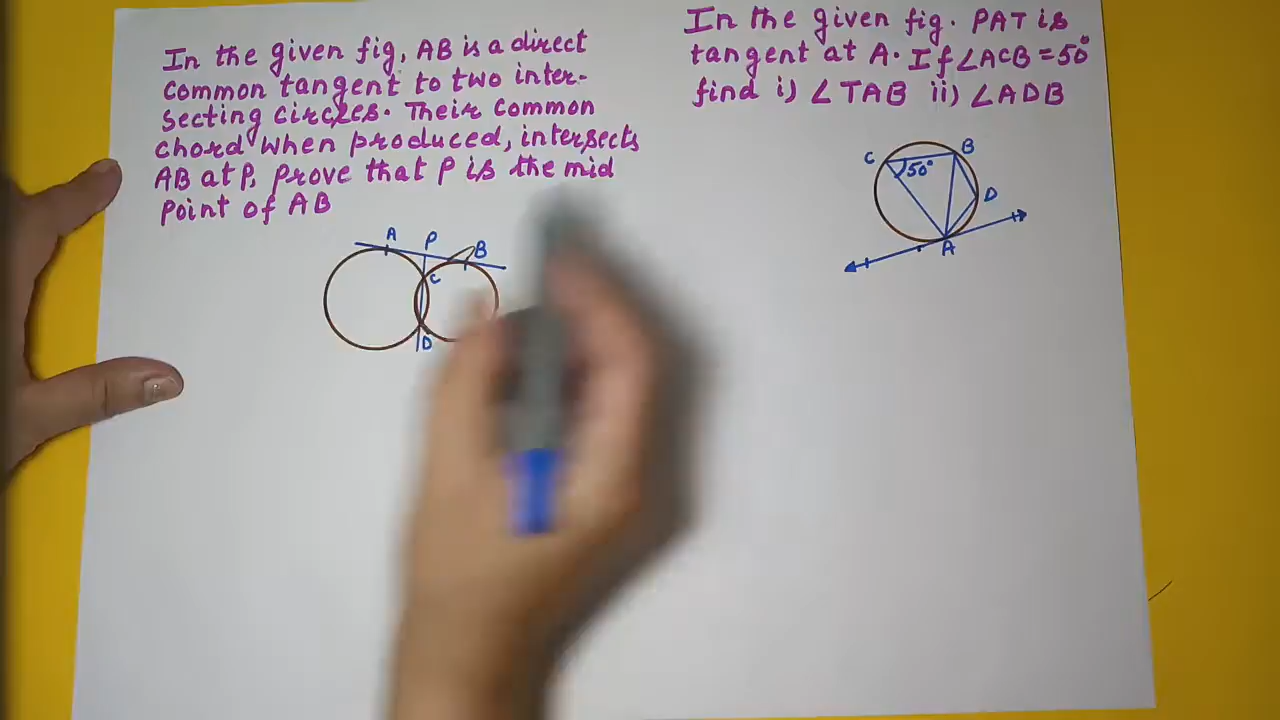 In the given fig, AB is a direct
common tangent to two inter-
secting circles. Their common
chord when produced, intersects
AB at P, prove that P is the mid
point of AB
A P B
C
D
In the given fig. PAT is
tangent at A. If ∠ACB = 50°
find i) ∠TAB ii) ∠ADB
C B
50°
D
A